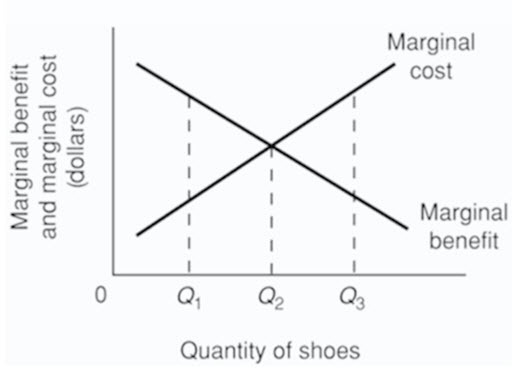 Marginal benefit
and marginal cost
(dollars)
Marginal
cost
Marginal
benefit
0 Q₁ Q₂ Q₃
Quantity of shoes